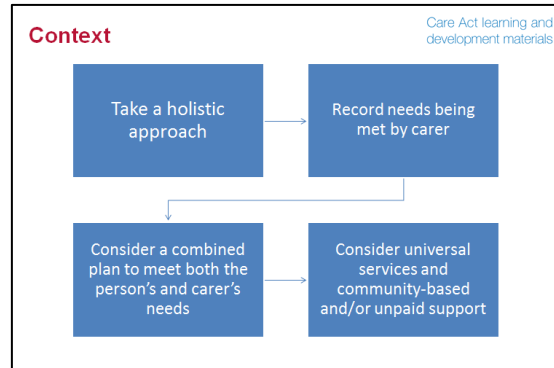 Context
Care Act learning and
development materials
Take a holistic
approach
Record needs being
met by carer
Consider a combined
plan to meet both the
person's and carer's
needs
Consider universal
services and
community-based
and/or unpaid support